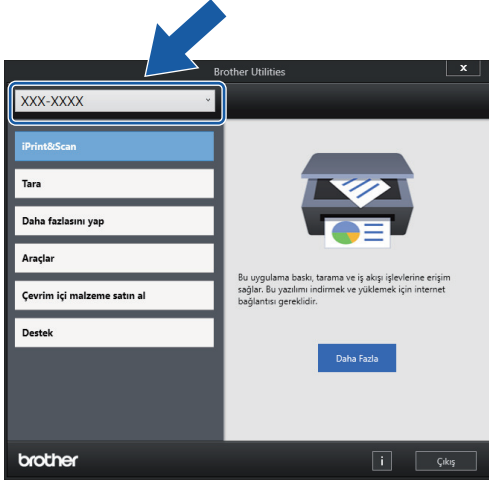 Brother Utilities
X
XXX-XXXX
iPrint&Scan
Tara
Daha fazlasını yap
Araçlar
Çevrim içi malzeme satın al
Destek
Bu uygulama baskı, tarama ve iş akışı işlevlerine erişim
sağlar. Bu yazılımı indirmek ve yüklemek için internet
bağlantısı gereklidir.
Daha Fazla
brother
i
Çıkış